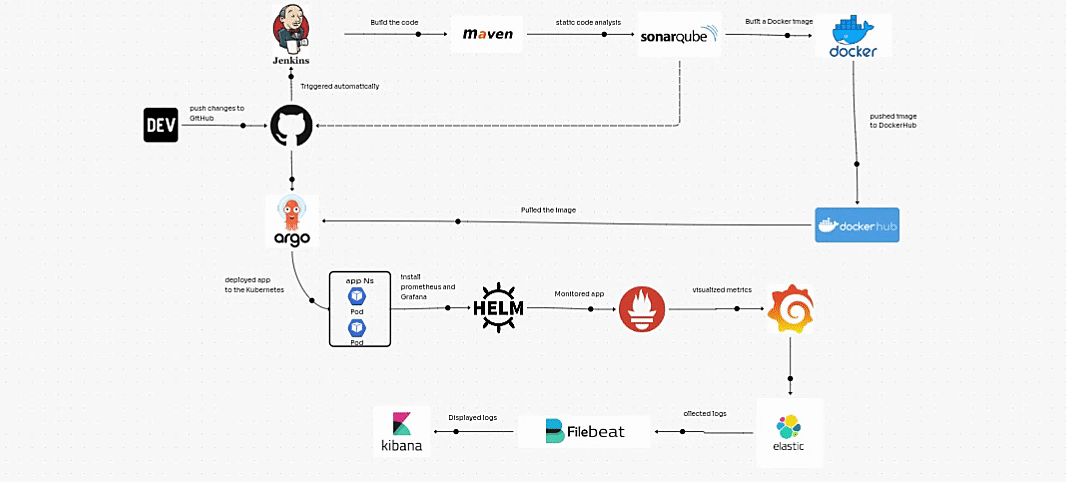 Jenkins
Build the code
maven
static code analysis
sonarqube
Built a Docker image
docker
Triggered automatically
DEV
push changes to
GitHub
pushed image
to DockerHub
argo
Pulled the image
dockerhub
deployed app
to the Kubernetes
app Ns
Pod
Pod
install
prometheus and
Grafana
HELM
Monitored app
visualized metrics
kibana
Displayed logs
Filebeat
ollected logs
elastic